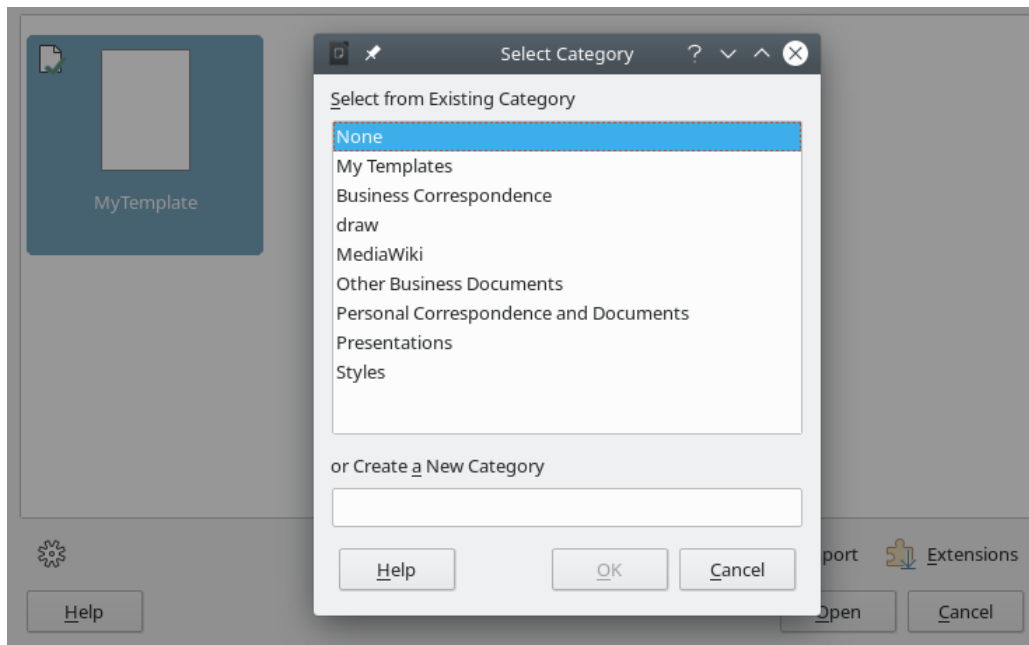 Select Category
Select from Existing Category
None
My Templates
MyTemplate
Business Correspondence
draw
MediaWiki
Other Business Documents
Personal Correspondence and Documents
Presentations
Styles
or Create a New Category
Help OK Cancel
port Extensions
Help Open Cancel